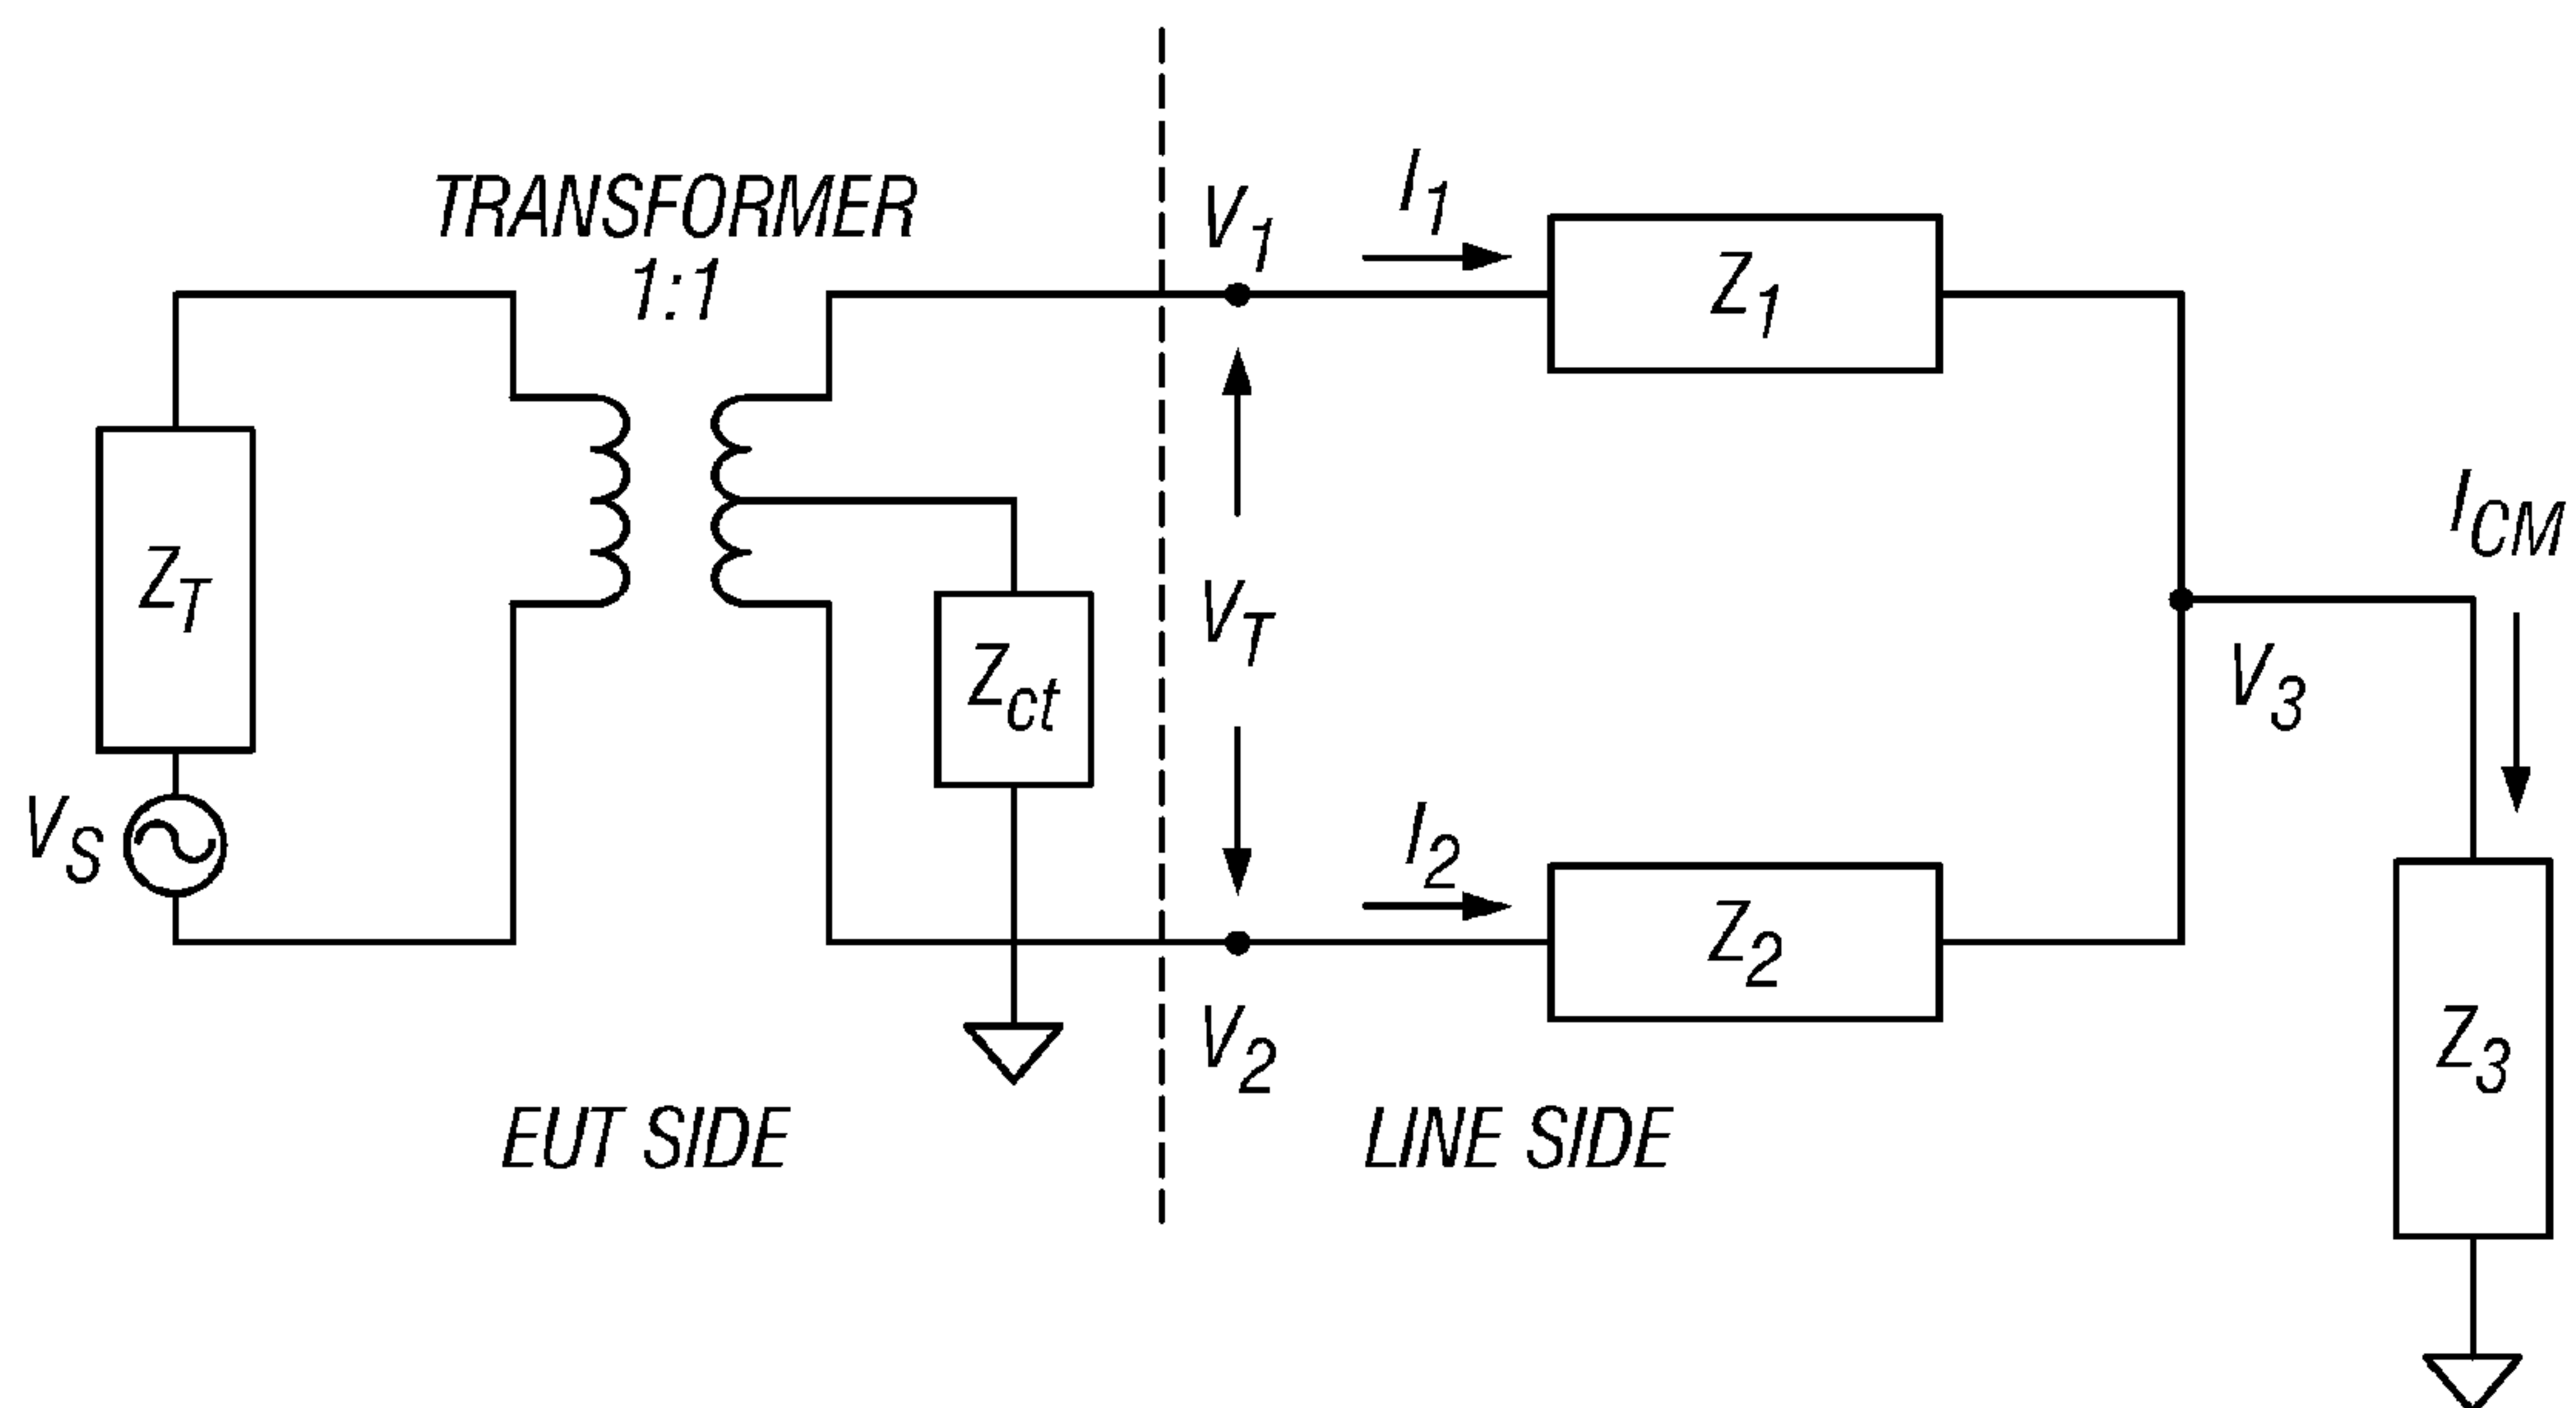 TRANSFORMER
1:1
V1
I1
Z1
ZT
Zct
VT
ICM
V3
VS
I2
Z2
V2
Z3
EUT SIDE
LINE SIDE